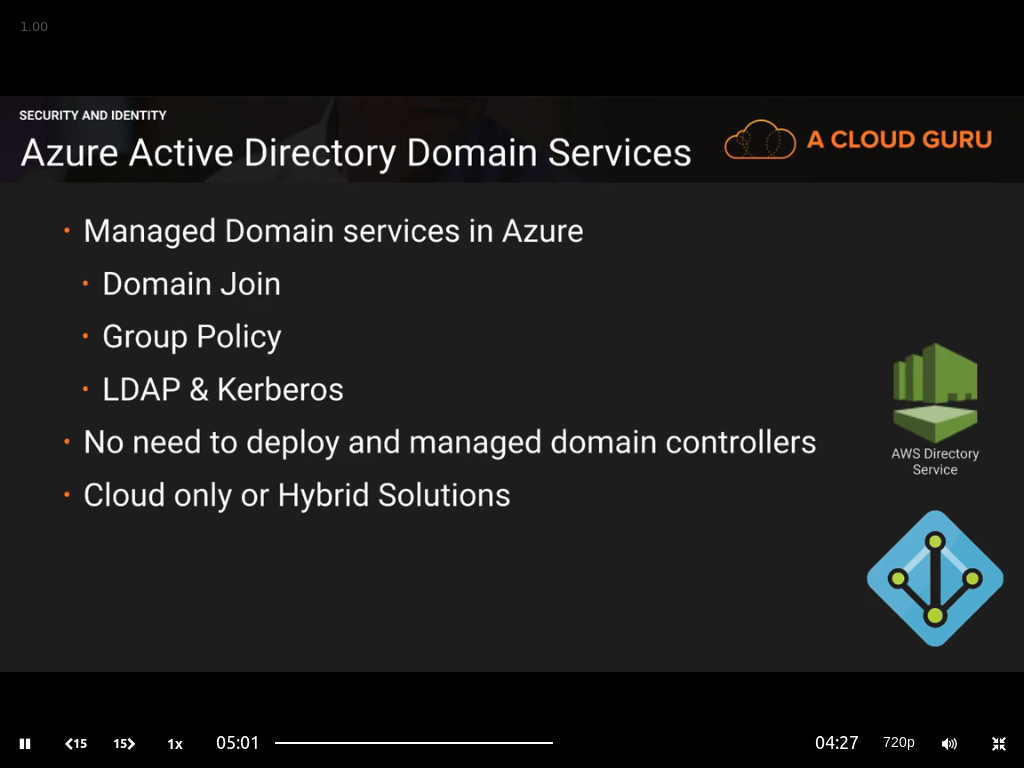 1.00
SECURITY AND IDENTITY
Azure Active Directory Domain Services
A CLOUD GURU
• Managed Domain services in Azure
• Domain Join
• Group Policy
• LDAP & Kerberos
• No need to deploy and managed domain controllers
• Cloud only or Hybrid Solutions
AWS Directory
Service
15 15 1x 05:01 04:27 720p